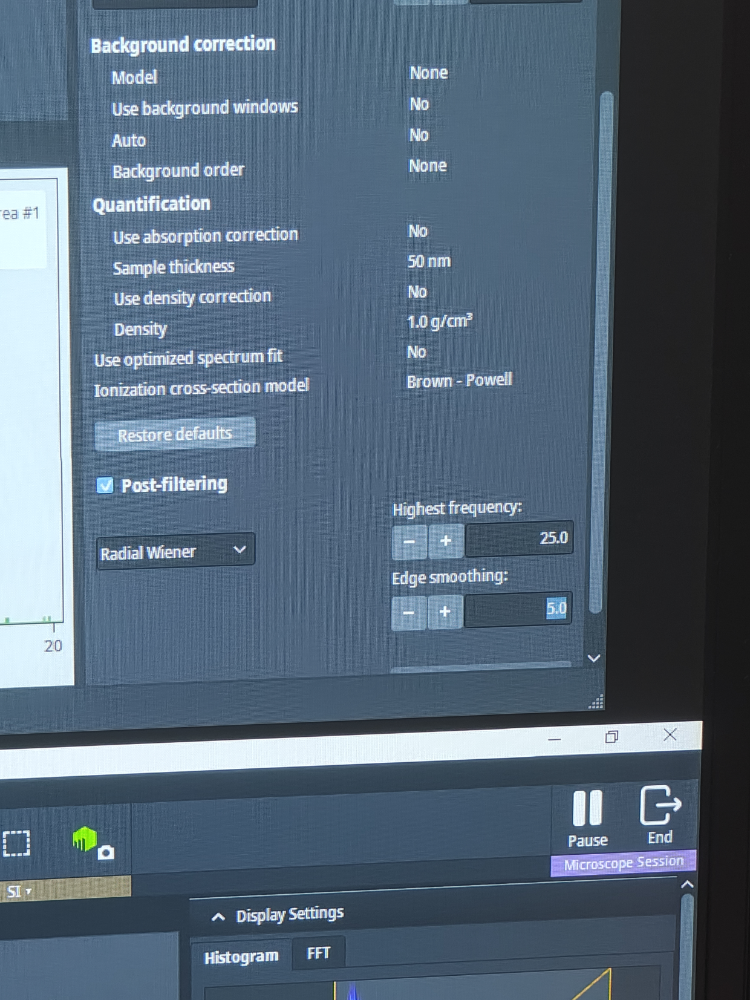 Background correction
Model None
Use background windows No
Auto No
Background order None
Quantification
Use absorption correction No
Sample thickness 50 nm
Use density correction No
Density 1.0 g/cm³
Use optimized spectrum fit No
Ionization cross-section model Brown - Powell
Restore defaults
Post-filtering
Highest frequency:
Radial Wiener − + 25.0
Edge smoothing:
− + 5.0
rea #1
20
Pause End
Microscope Session
SI
Display Settings
Histogram FFT